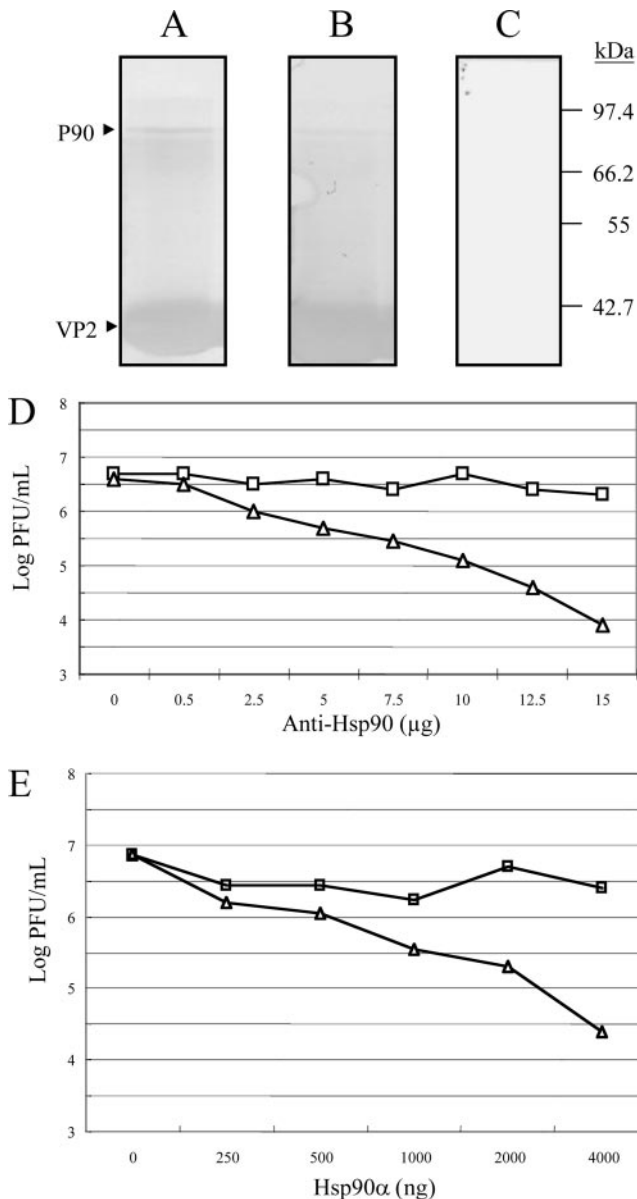 A B C
kDa
P90
97.4
66.2
55
VP2
42.7
D
8
7
6
5
4
3
Log PFU/mL
0 0.5 2.5 5 7.5 10 12.5 15
Anti-Hsp90 (µg)
E
8
7
6
5
4
3
Log PFU/mL
0 250 500 1000 2000 4000
Hsp90α (ng)